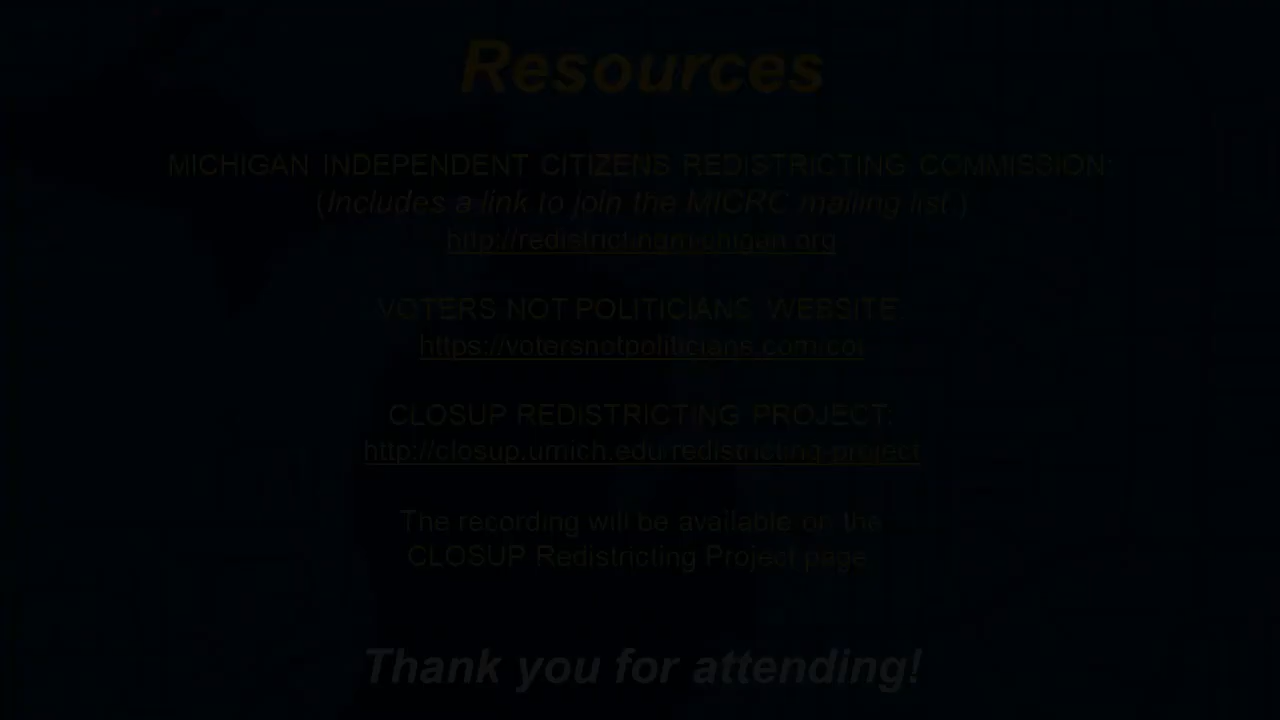 Resources
MICHIGAN INDEPENDENT CITIZENS REDISTRICTING COMMISSION:
(Includes a link to join the MICRC mailing list )
http://redistrictingmichigan.org
VOTERS NOT POLITICIANS WEBSITE
https://votersnotpoliticians.com/coi
CLOSUP REDISTRICTING PROJECT:
http://closup.umich.edu/redistricting-project
The recording will be available on the
CLOSUP Redistricting Project page
Thank you for attending!